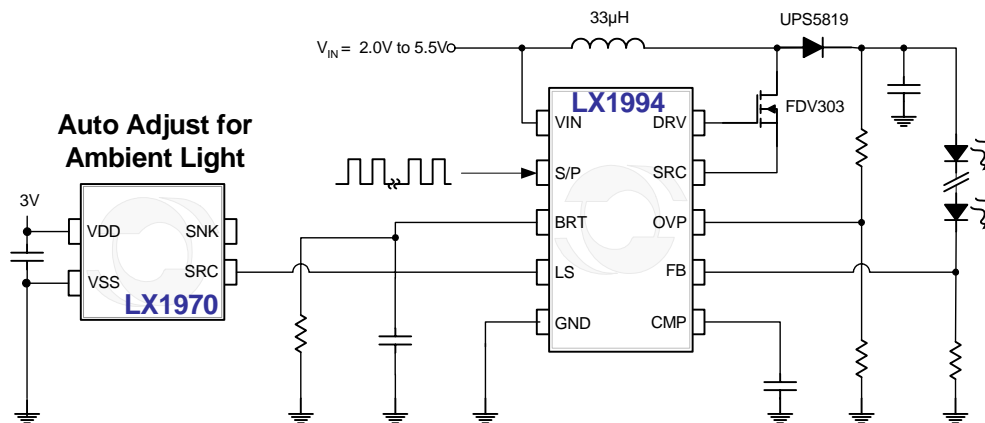 33µH
UPS5819
VIN = 2.0V to 5.5V
LX1994
FDV303
VIN
DRV
Auto Adjust for
Ambient Light
S/P
SRC
3V
BRT
OVP
VDD
SNK
LS
FB
VSS
SRC
LX1970
GND
CMP